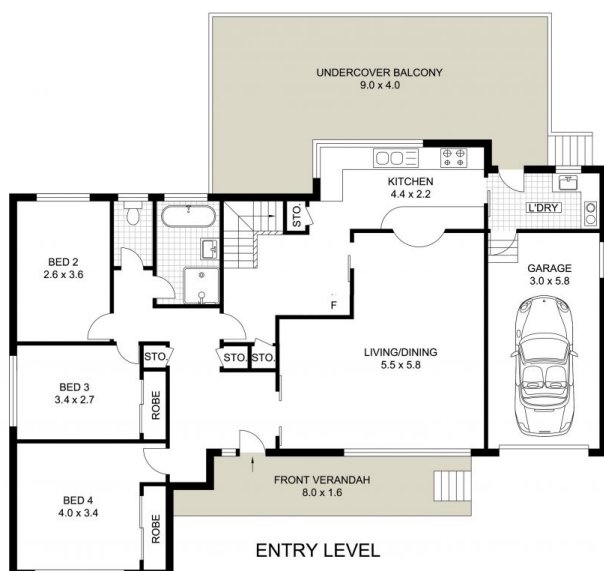 UNDERCOVER BALCONY
9.0 x 4.0
KITCHEN
4.4 x 2.2
STO.
L'DRY
BED 2
2.6 x 3.6
GARAGE
3.0 x 5.8
F
STO.
STO.
STO.
LIVING/DINING
5.5 x 5.8
BED 3
3.4 x 2.7
ROBE
BED 4
4.0 x 3.4
ROBE
FRONT VERANDAH
8.0 x 1.6
ENTRY LEVEL